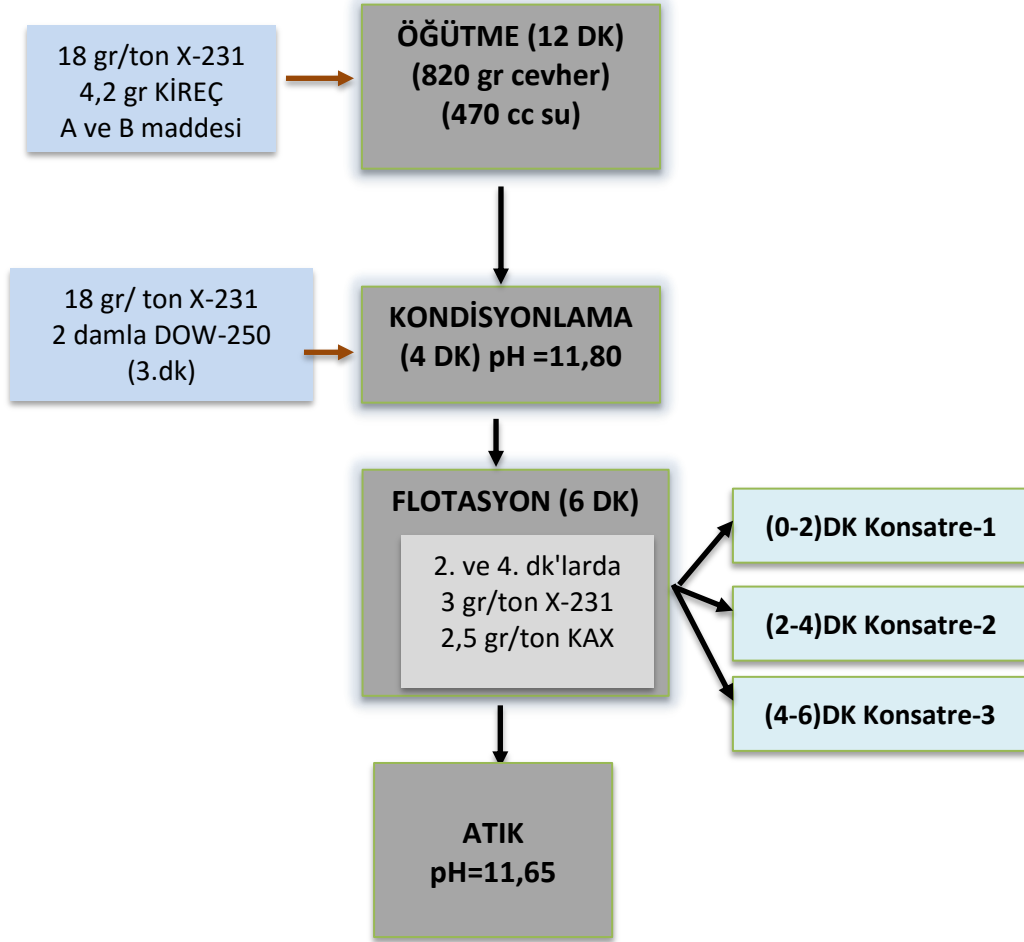 18 gr/ton X-231
4,2 gr KİREÇ
A ve B maddesi
ÖĞÜTME (12 DK)
(820 gr cevher)
(470 cc su)
18 gr/ ton X-231
2 damla DOW-250
(3.dk)
KONDİSYONLAMA
(4 DK) pH =11,80
FLOTASYON (6 DK)
2. ve 4. dk'larda
3 gr/ton X-231
2,5 gr/ton KAX
(0-2)DK Konsatre-1
(2-4)DK Konsatre-2
(4-6)DK Konsatre-3
ATIK
pH=11,65